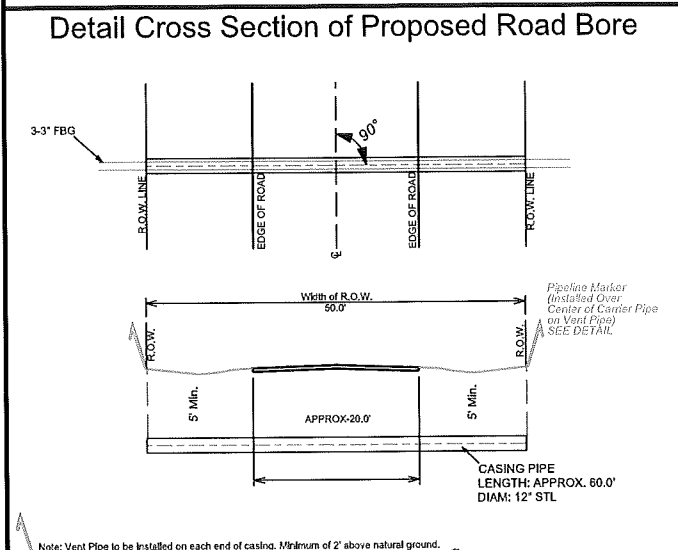 Detail Cross Section of Proposed Road Bore
90°
3-3" FBG
R.O.W. LINE
EDGE OF ROAD
EDGE OF ROAD
R.O.W. LINE
℄
Width of R.O.W.
50.0'
Pipeline Marker
(Installed Over
Center of Carrier Pipe
on Vent Pipe)
SEE DETAIL
R.O.W.
R.O.W.
5' Min.
5' Min.
APPROX-20.0'
CASING PIPE
LENGTH: APPROX. 60.0'
DIAM: 12" STL
Note: Vent Pipe to be installed on each end of casing. Minimum of 2' above natural ground.